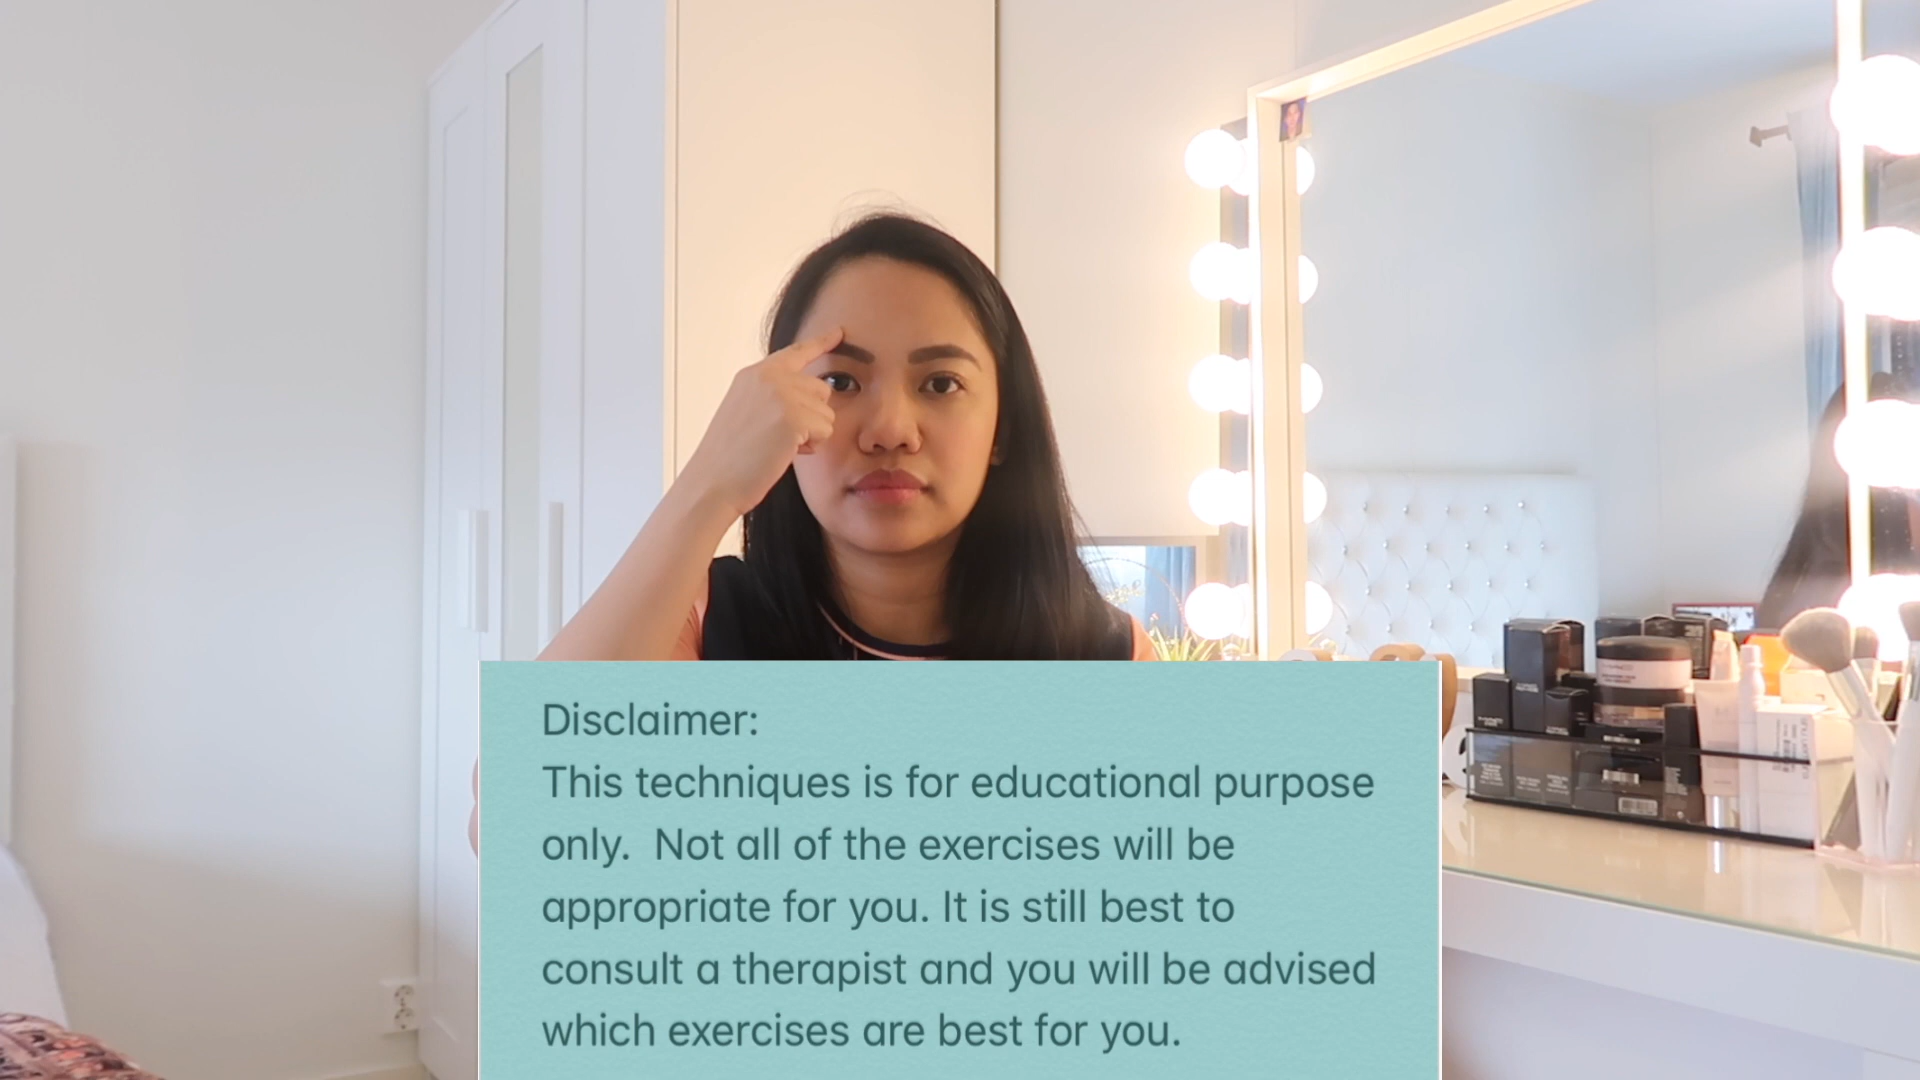 Disclaimer:
This techniques is for educational purpose
only.  Not all of the exercises will be
appropriate for you. It is still best to
consult a therapist and you will be advised
which exercises are best for you.